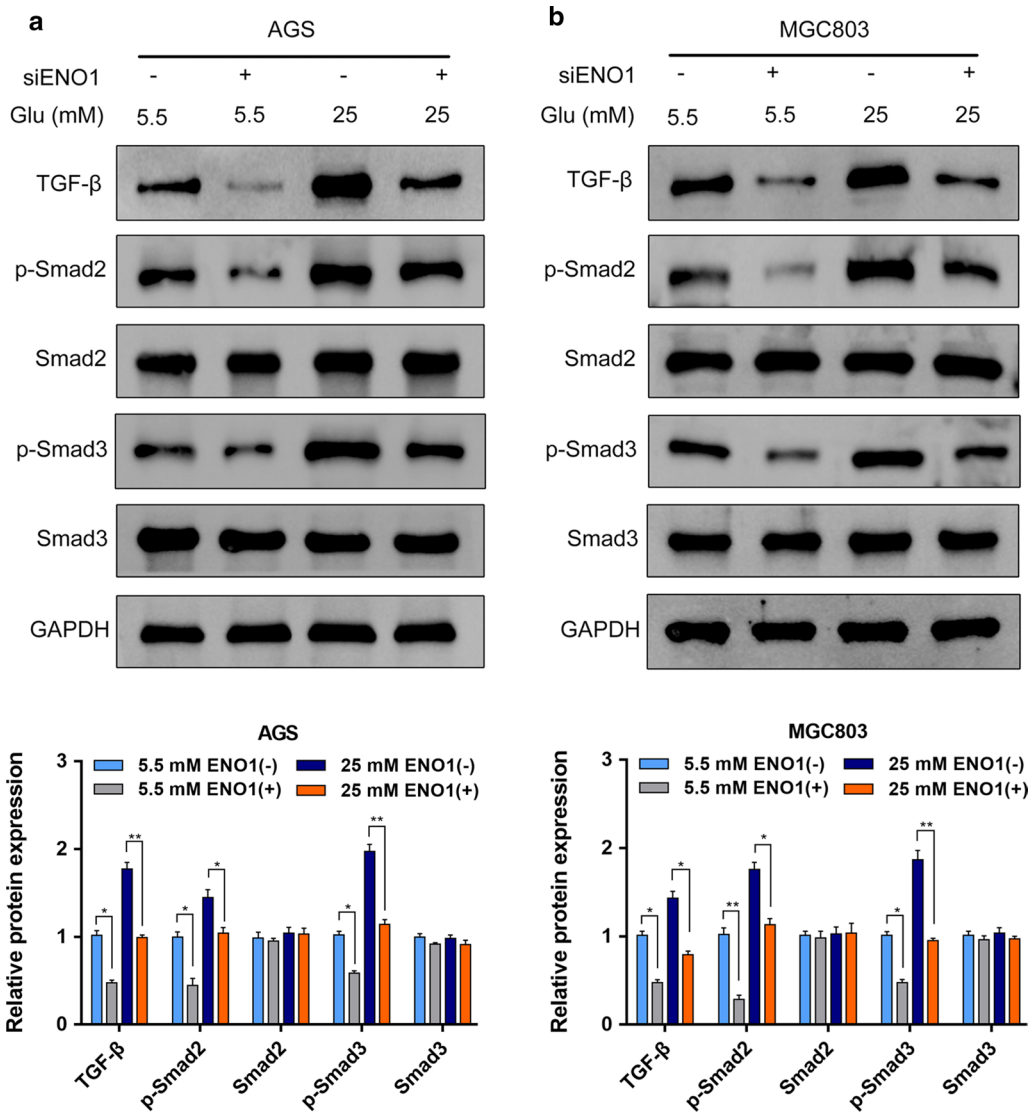 a
AGS
siENO1 - + - +
Glu (mM) 5.5 5.5 25 25
TGF-β
p-Smad2
Smad2
p-Smad3
Smad3
GAPDH
b
MGC803
siENO1 - + - +
Glu (mM) 5.5 5.5 25 25
TGF-β
p-Smad2
Smad2
p-Smad3
Smad3
GAPDH
AGS
Relative protein expression
3
2
1
0
5.5 mM ENO1(-) 25 mM ENO1(-)
5.5 mM ENO1(+) 25 mM ENO1(+)
* ** * * * **
TGF-β p-Smad2 Smad2 p-Smad3 Smad3
MGC803
Relative protein expression
3
2
1
0
5.5 mM ENO1(-) 25 mM ENO1(-)
5.5 mM ENO1(+) 25 mM ENO1(+)
* * ** * * **
TGF-β p-Smad2 Smad2 p-Smad3 Smad3